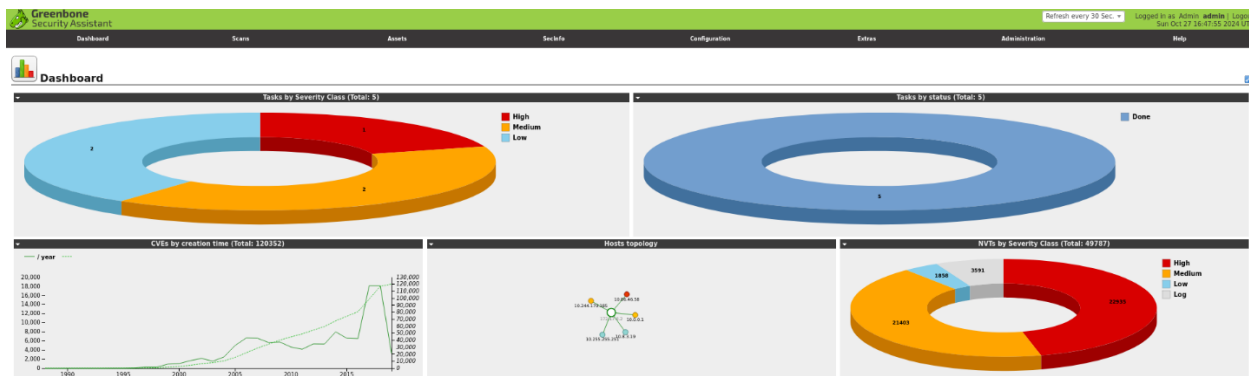 Greenbone
Security Assistant
Refresh every 30 Sec.
Logged in as Admin admin | Logou
Sun Oct 27 16:47:55 2024 UT
Dashboard
Scans
Assets
SecInfo
Configuration
Extras
Administration
Help
Dashboard
Tasks by Severity Class (Total: 5)
1
2
2
High
Medium
Low
Tasks by status (Total: 5)
5
Done
CVEs by creation time (Total: 120352)
/ year
20,000
18,000
16,000
14,000
12,000
10,000
8,000
6,000
4,000
2,000
0
130,000
120,000
110,000
100,000
90,000
80,000
70,000
60,000
50,000
40,000
30,000
20,000
10,000
0
1990
1995
2000
2005
2010
2015
Hosts topology
NVTs by Severity Class (Total: 49787)
21403
1858
3591
High
Medium
Low
Log